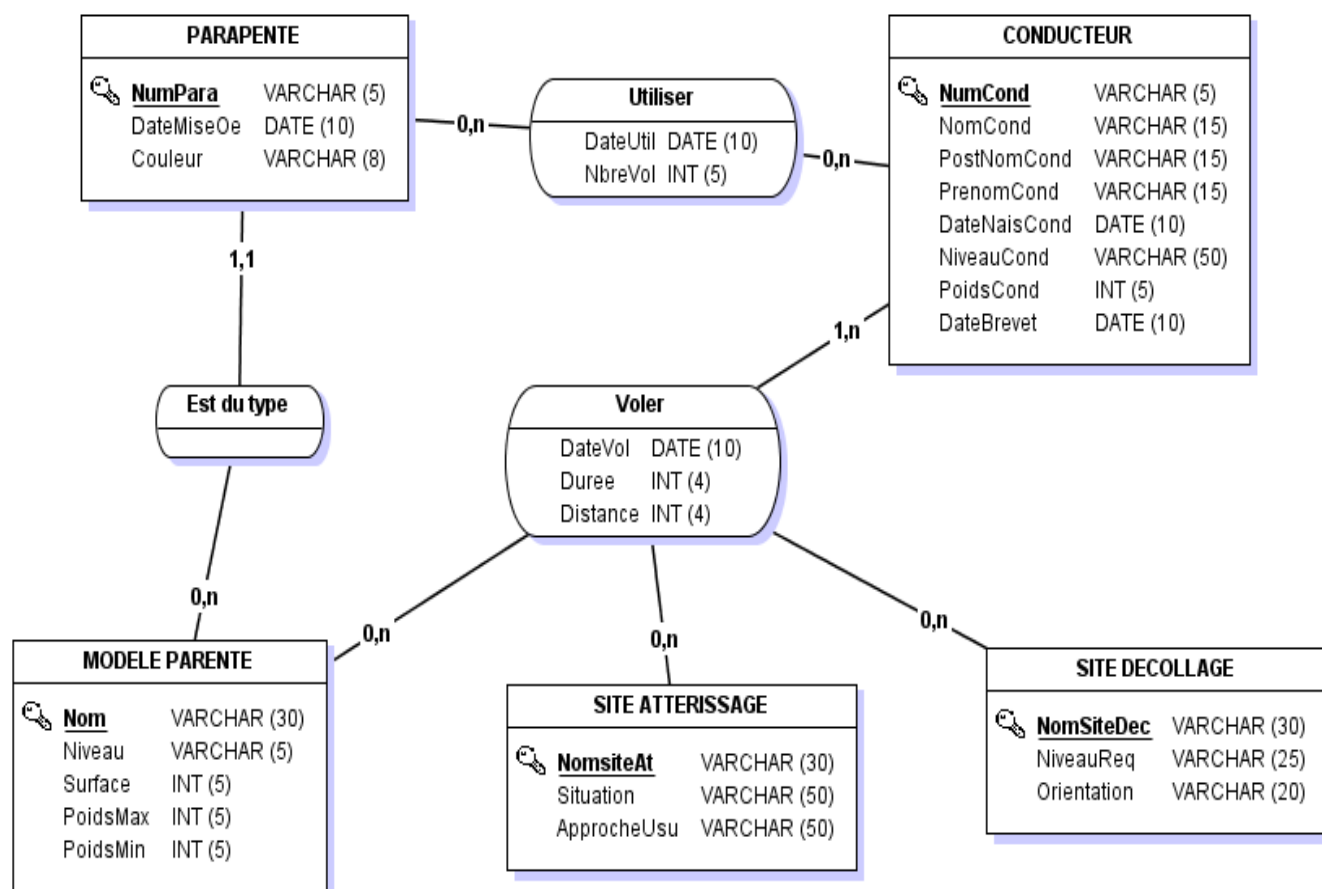 PARAPENTE
NumPara VARCHAR (5)
DateMiseOe DATE (10)
Couleur VARCHAR (8)
0,n
Utiliser
DateUtil DATE (10)
NbreVol INT (5)
0,n
CONDUCTEUR
NumCond VARCHAR (5)
NomCond VARCHAR (15)
PostNomCond VARCHAR (15)
PrenomCond VARCHAR (15)
DateNaisCond DATE (10)
NiveauCond VARCHAR (50)
PoidsCond INT (5)
DateBrevet DATE (10)
1,1
1,n
Est du type
Voler
DateVol DATE (10)
Duree INT (4)
Distance INT (4)
0,n
0,n
0,n
0,n
MODELE PARENTE
Nom VARCHAR (30)
Niveau VARCHAR (5)
Surface INT (5)
PoidsMax INT (5)
PoidsMin INT (5)
SITE ATTERISSAGE
NomsiteAt VARCHAR (30)
Situation VARCHAR (50)
ApprocheUsu VARCHAR (50)
SITE DECOLLAGE
NomSiteDec VARCHAR (30)
NiveauReq VARCHAR (25)
Orientation VARCHAR (20)